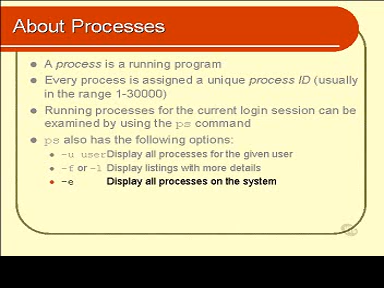 About Processes
A process is a running program
Every process is assigned a unique process ID (usually
in the range 1-30000)
Running processes for the current login session can be
examined by using the ps command
ps also has the following options:
-u user Display all processes for the given user
-f or -l Display listings with more details
-e Display all processes on the system